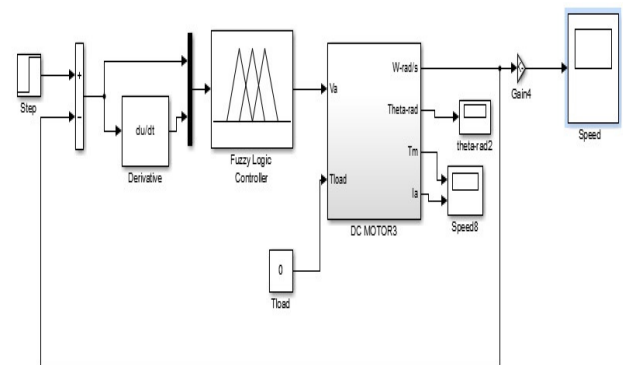 Step
+
−
du/dt
Derivative
Fuzzy Logic
Controller
Va
Tload
W-rad/s
Theta-rad
Tm
Ia
DC MOTOR3
0
Tload
Gain4
Speed
theta-rad2
Speed8